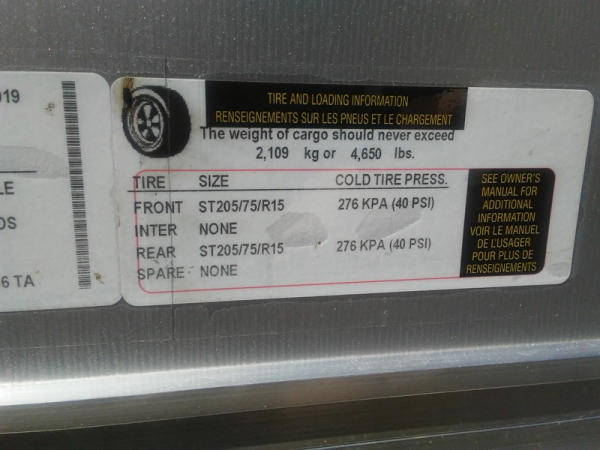 019
LE
DS
6 TA
TIRE AND LOADING INFORMATION
RENSEIGNEMENTS SUR LES PNEUS ET LE CHARGEMENT
The weight of cargo should never exceed
2,109 kg or 4,650 lbs.
TIRE SIZE COLD TIRE PRESS.
FRONT ST205/75/R15 276 KPA (40 PSI)
INTER NONE
REAR ST205/75/R15 276 KPA (40 PSI)
SPARE NONE
SEE OWNER'S
MANUAL FOR
ADDITIONAL
INFORMATION
VOIR LE MANUEL
DE L'USAGER
POUR PLUS DE
RENSEIGNEMENTS